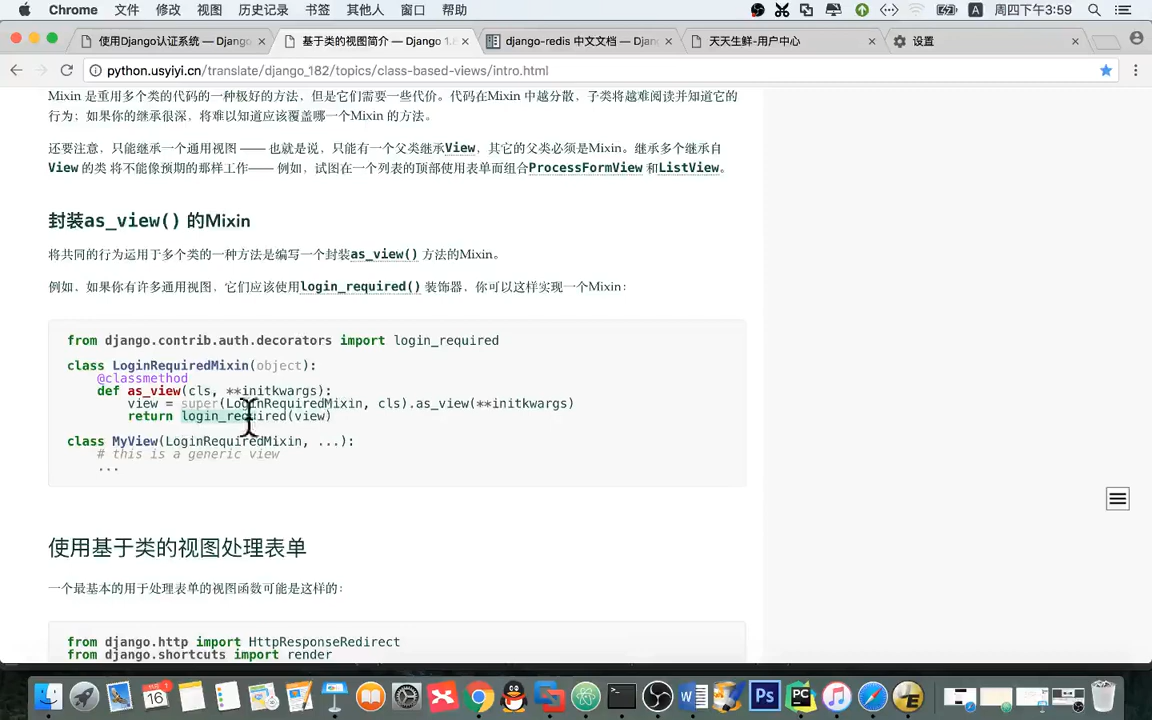 Chrome 文件 修改 视图 历史记录 书签 其他人 窗口 帮助 周四下午3:59
使用Django认证系统 — Django 基于类的视图简介 — Django 1.8 django-redis 中文文档 — Djan 天天生鲜-用户中心 设置
python.usyiyi.cn/translate/django_182/topics/class-based-views/intro.html
Mixin 是重用多个类的代码的一种极好的方法，但是它们需要一些代价。代码在Mixin 中越分散，子类将越难阅读并知道它的
行为；如果你的继承很深，将难以知道应该覆盖哪一个Mixin 的方法。
还要注意，只能继承一个通用视图 —— 也就是说，只能有一个父类继承View，其它的父类必须是Mixin。继承多个继承自
View 的类 将不能像预期的那样工作—— 例如，试图在一个列表的顶部使用表单而组合ProcessFormView 和ListView。
封装as_view() 的Mixin
将共同的行为运用于多个类的一种方法是编写一个封装as_view() 方法的Mixin。
例如，如果你有许多通用视图，它们应该使用login_required() 装饰器，你可以这样实现一个Mixin：
from django.contrib.auth.decorators import login_required
class LoginRequiredMixin(object):
@classmethod
def as_view(cls, **initkwargs):
view = super(LoginRequiredMixin, cls).as_view(**initkwargs)
return login_required(view)
class MyView(LoginRequiredMixin, ...):
# this is a generic view
...
使用基于类的视图处理表单
一个最基本的用于处理表单的视图函数可能是这样的：
from django.http import HttpResponseRedirect
from django.shortcuts import render